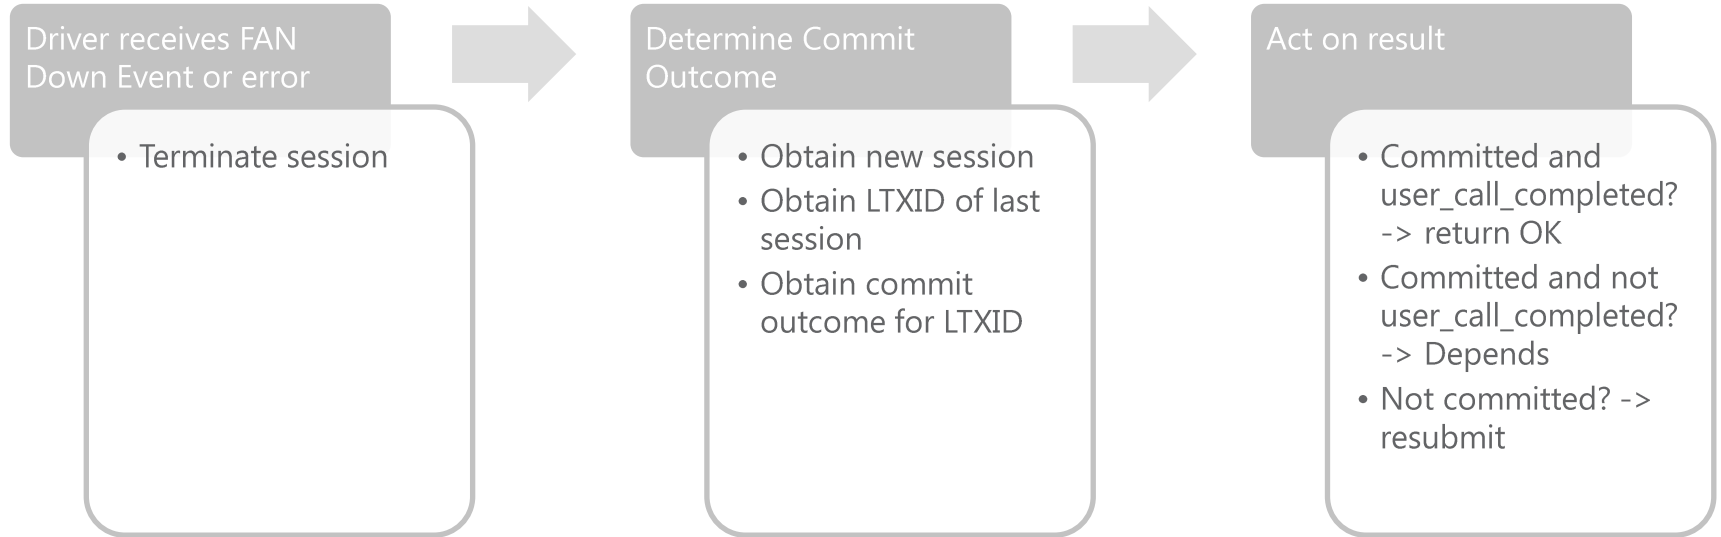 Driver receives FAN
Down Event or error
• Terminate session
Determine Commit
Outcome
• Obtain new session
• Obtain LTXID of last
session
• Obtain commit
outcome for LTXID
Act on result
• Committed and
user_call_completed?
-> return OK
• Committed and not
user_call_completed?
-> Depends
• Not committed? ->
resubmit